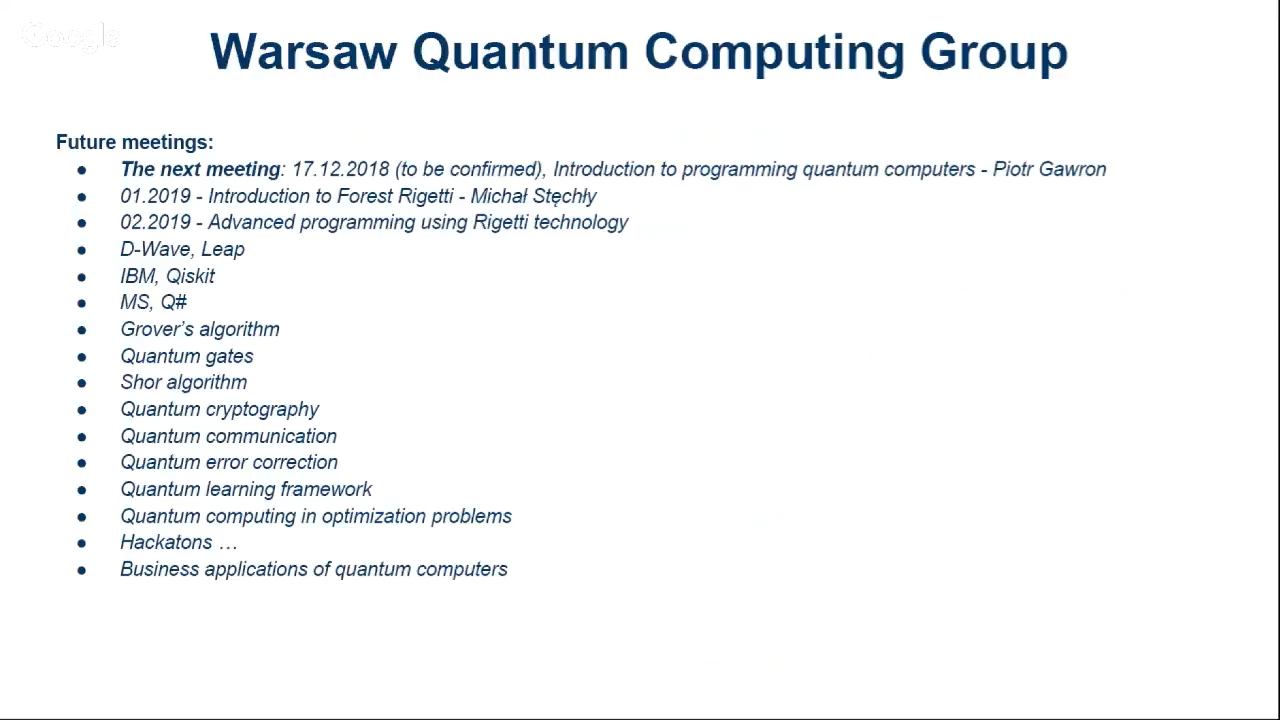 Google
Warsaw Quantum Computing Group
Future meetings:
● The next meeting: 17.12.2018 (to be confirmed), Introduction to programming quantum computers - Piotr Gawron
● 01.2019 - Introduction to Forest Rigetti - Michał Stęchły
● 02.2019 - Advanced programming using Rigetti technology
● D-Wave, Leap
● IBM, Qiskit
● MS, Q#
● Grover’s algorithm
● Quantum gates
● Shor algorithm
● Quantum cryptography
● Quantum communication
● Quantum error correction
● Quantum learning framework
● Quantum computing in optimization problems
● Hackatons …
● Business applications of quantum computers